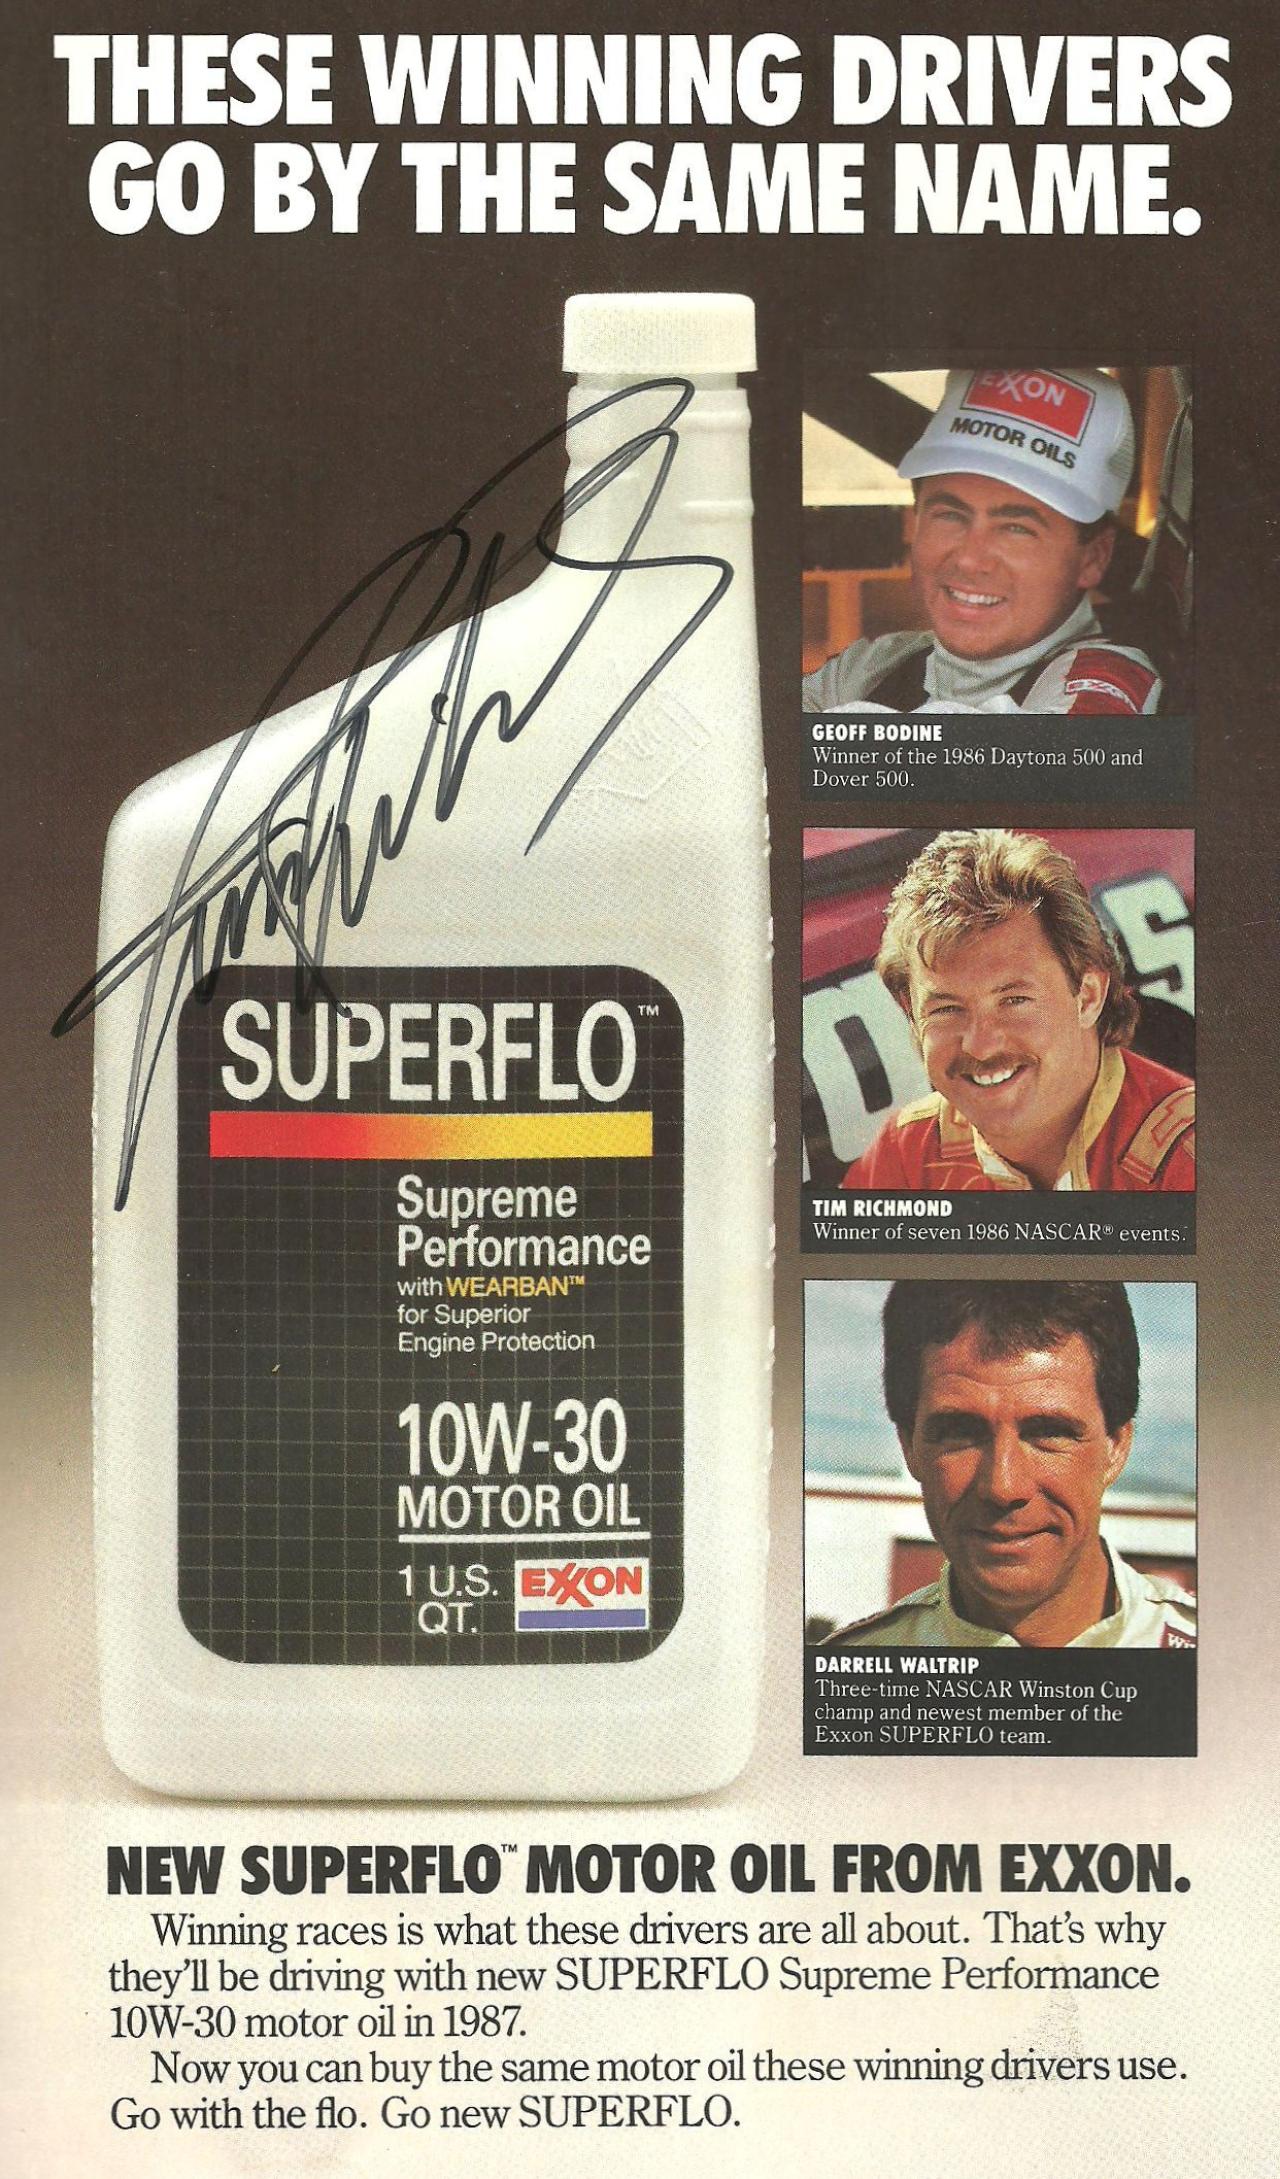 THESE WINNING DRIVERS
GO BY THE SAME NAME.
EXXON
MOTOR OILS
EXXON
GEOFF BODINE
Winner of the 1986 Daytona 500 and
Dover 500.
TIM RICHMOND
Winner of seven 1986 NASCAR® events.
DARRELL WALTRIP
Three-time NASCAR Winston Cup
champ and newest member of the
Exxon SUPERFLO team.
SUPERFLO™
Supreme
Performance
with WEARBAN™
for Superior
Engine Protection
10W-30
MOTOR OIL
1 U.S.
QT.
EXXON
NEW SUPERFLO™ MOTOR OIL FROM EXXON.
Winning races is what these drivers are all about. That's why
they'll be driving with new SUPERFLO Supreme Performance
10W-30 motor oil in 1987.
Now you can buy the same motor oil these winning drivers use.
Go with the flo. Go new SUPERFLO.